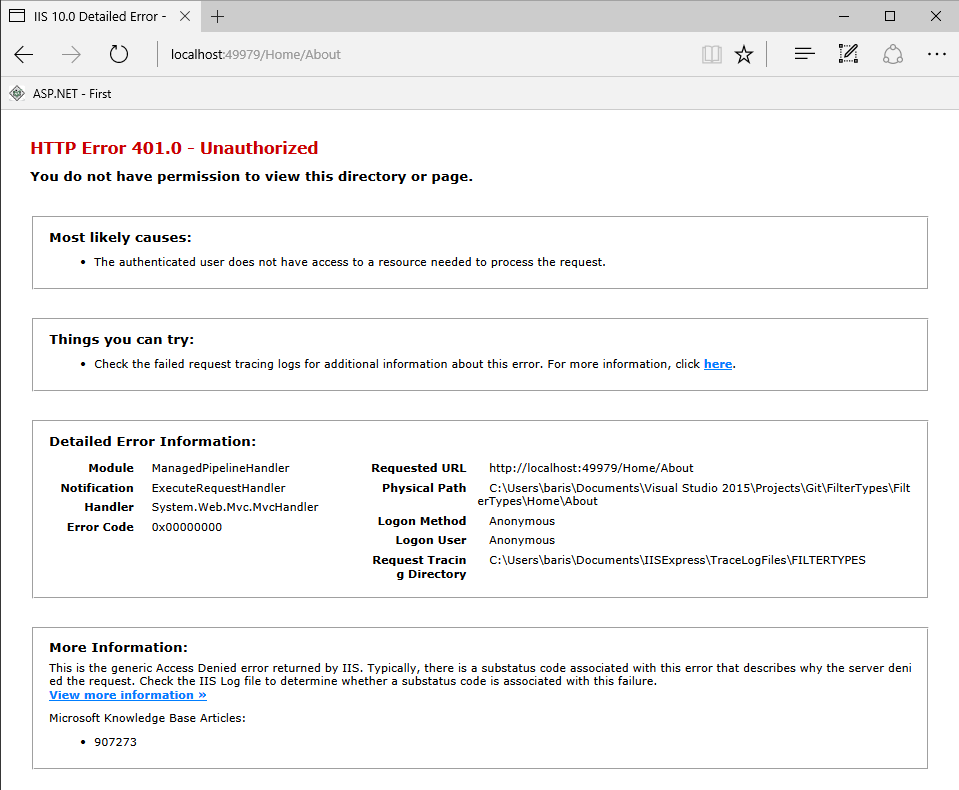 IIS 10.0 Detailed Error -
localhost:49979/Home/About
ASP.NET - First
HTTP Error 401.0 - Unauthorized
You do not have permission to view this directory or page.
Most likely causes:
• The authenticated user does not have access to a resource needed to process the request.
Things you can try:
• Check the failed request tracing logs for additional information about this error. For more information, click here.
Detailed Error Information:
Module ManagedPipelineHandler
Notification ExecuteRequestHandler
Handler System.Web.Mvc.MvcHandler
Error Code 0x00000000
Requested URL http://localhost:49979/Home/About
Physical Path C:\Users\baris\Documents\Visual Studio 2015\Projects\Git\FilterTypes\Filt
erTypes\Home\About
Logon Method Anonymous
Logon User Anonymous
Request Tracin C:\Users\baris\Documents\IISExpress\TraceLogFiles\FILTERTYPES
g Directory
More Information:
This is the generic Access Denied error returned by IIS. Typically, there is a substatus code associated with this error that describes why the server deni
ed the request. Check the IIS Log file to determine whether a substatus code is associated with this failure.
View more information »
Microsoft Knowledge Base Articles:
• 907273